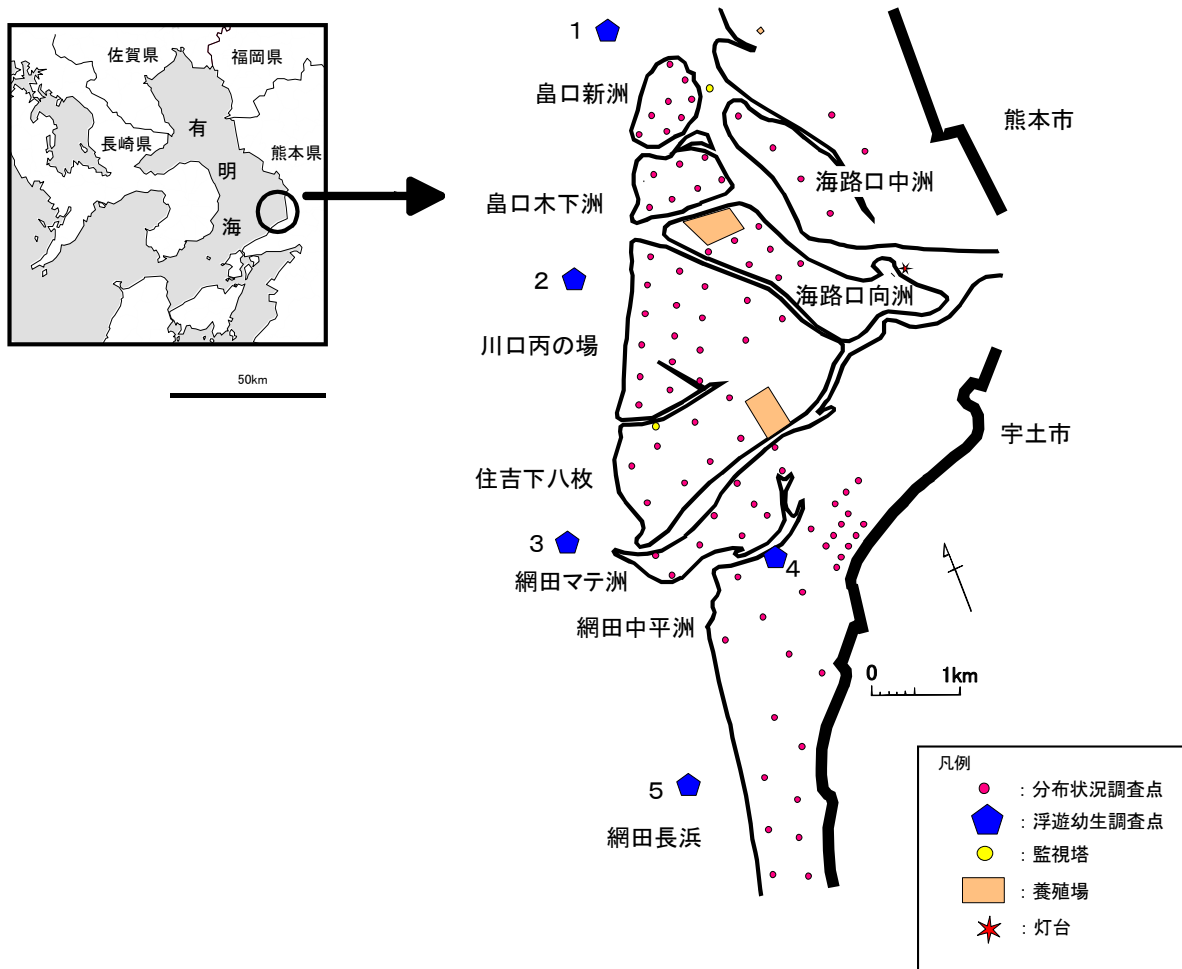 佐賀県
福岡県
有
長崎県
熊本県
明
海
50km
1
畠口新洲
熊本市
海路口中洲
畠口木下洲
2
海路口向洲
川口丙の場
宇土市
住吉下八枚
3
4
網田マテ洲
網田中平洲
0 1km
5
網田長浜
凡例
：分布状況調査点
：浮遊幼生調査点
：監視塔
：養殖場
：灯台